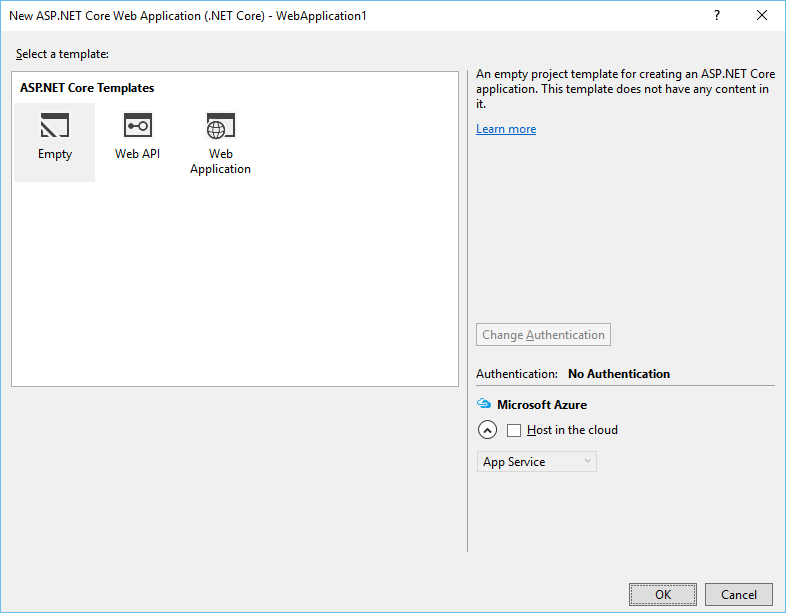 New ASP.NET Core Web Application (.NET Core) - WebApplication1
?
Select a template:
ASP.NET Core Templates
Empty
Web API
Web
Application
An empty project template for creating an ASP.NET Core
application. This template does not have any content in
it.
Learn more
Change Authentication
Authentication: No Authentication
Microsoft Azure
Host in the cloud
App Service
OK
Cancel